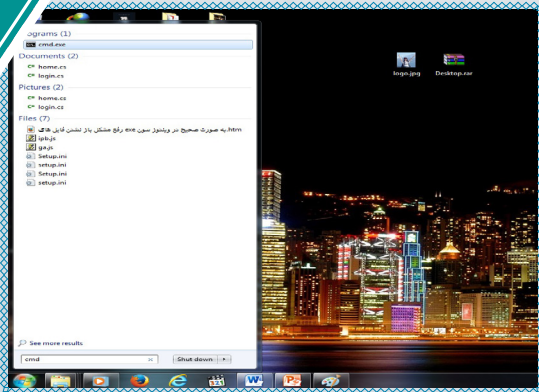 ograms (1)
cmd.exe
Documents (2)
home.cs
login.cs
Pictures (2)
home.cs
login.cs
Files (7)
رفع مشکل باز نشدن فایل های exe به صورت صحیح در ویندوز سون.htm
ipb.js
ga.js
Setup.ini
setup.ini
Setup.ini
setup.ini
See more results
cmd
Shut down
logo.jpg
Desktop.rar
321
W
P